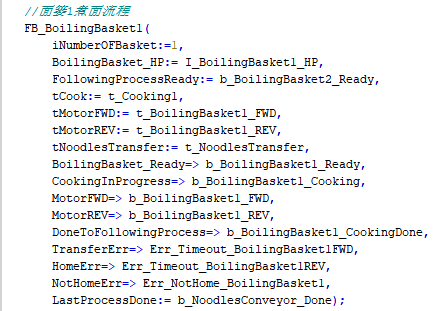 //面篓1煮面流程
FB_BoilingBasket1(
iNumberOFBasket:=1,
BoilingBasket_HP:= I_BoilingBasket1_HP,
FollowingProcessReady:= b_BoilingBasket2_Ready,
tCook:= t_Cooking1,
tMotorFWD:= t_BoilingBasket1_FWD,
tMotorREV:= t_BoilingBasket1_REV,
tNoodlesTransfer:= t_NoodlesTransfer,
BoilingBasket_Ready=> b_BoilingBasket1_Ready,
CookingInProgress=> b_BoilingBasket1_Cooking,
MotorFWD=> b_BoilingBasket1_FWD,
MotorREV=> b_BoilingBasket1_REV,
DoneToFollowingProcess=> b_BoilingBasket1_CookingDone,
TransferErr=> Err_Timeout_BoilingBasket1FWD,
HomeErr=> Err_Timeout_BoilingBasket1REV,
NotHomeErr=> Err_NotHome_BoilingBasket1,
LastProcessDone:= b_NoodlesConveyor_Done);